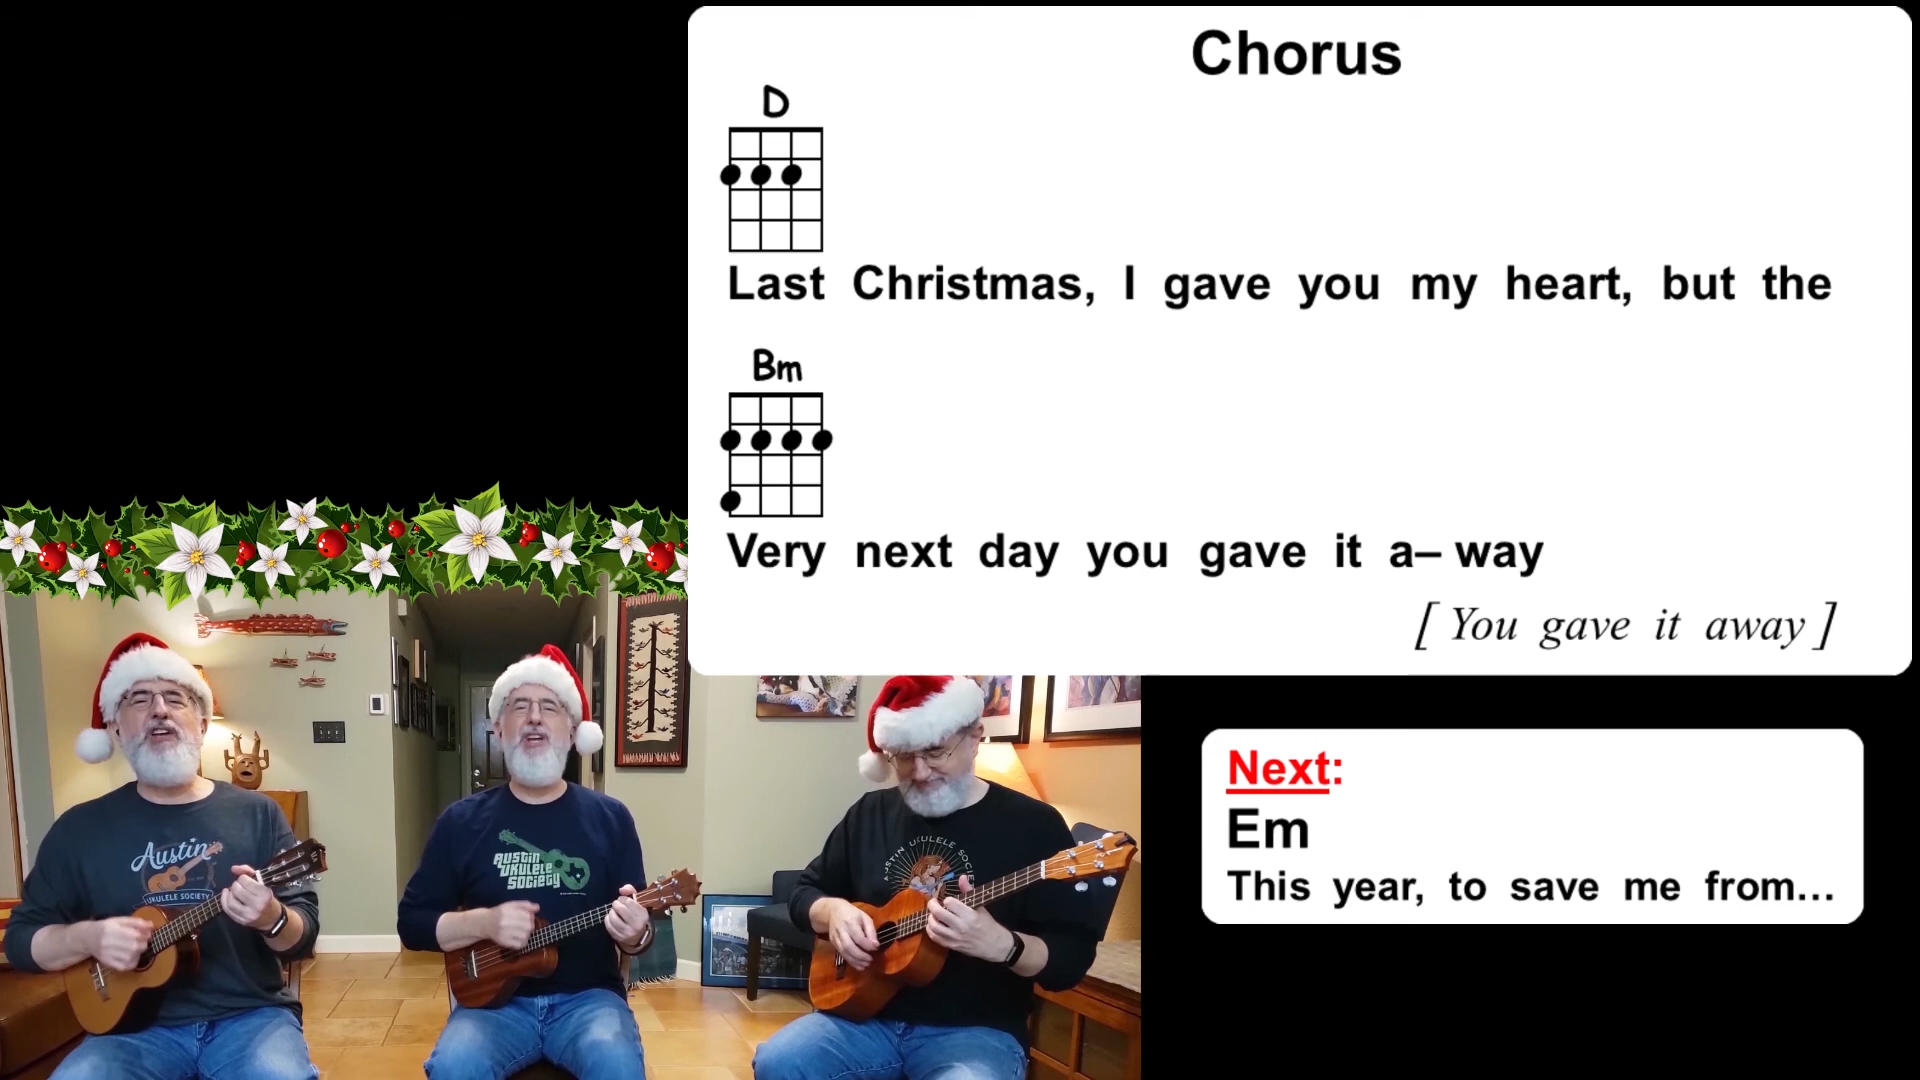 Chorus
D
Last Christmas, I gave you my heart, but the
Bm
Very next day you gave it a– way
[ You gave it away ]
Next:
Em
This year, to save me from...
Austin
UKULELE SOCIETY
AUSTIN
UKULELE
SOCIETY
AUSTIN UKULELE SOCIETY